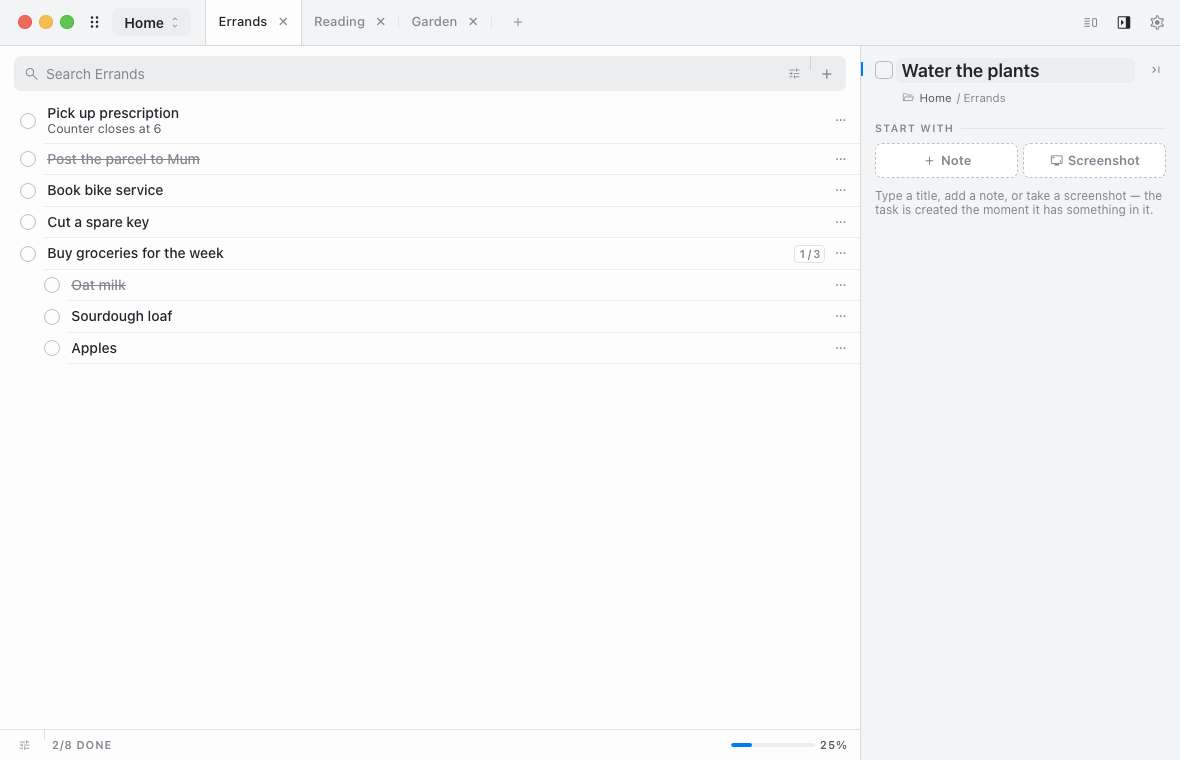 Home
Errands
Reading
Garden
Search Errands
Pick up prescription
Counter closes at 6
Post the parcel to Mum
Book bike service
Cut a spare key
Buy groceries for the week
1 / 3
Oat milk
Sourdough loaf
Apples
2/8 DONE
25%
Water the plants
Home / Errands
START WITH
+ Note
Screenshot
Type a title, add a note, or take a screenshot — the
task is created the moment it has something in it.